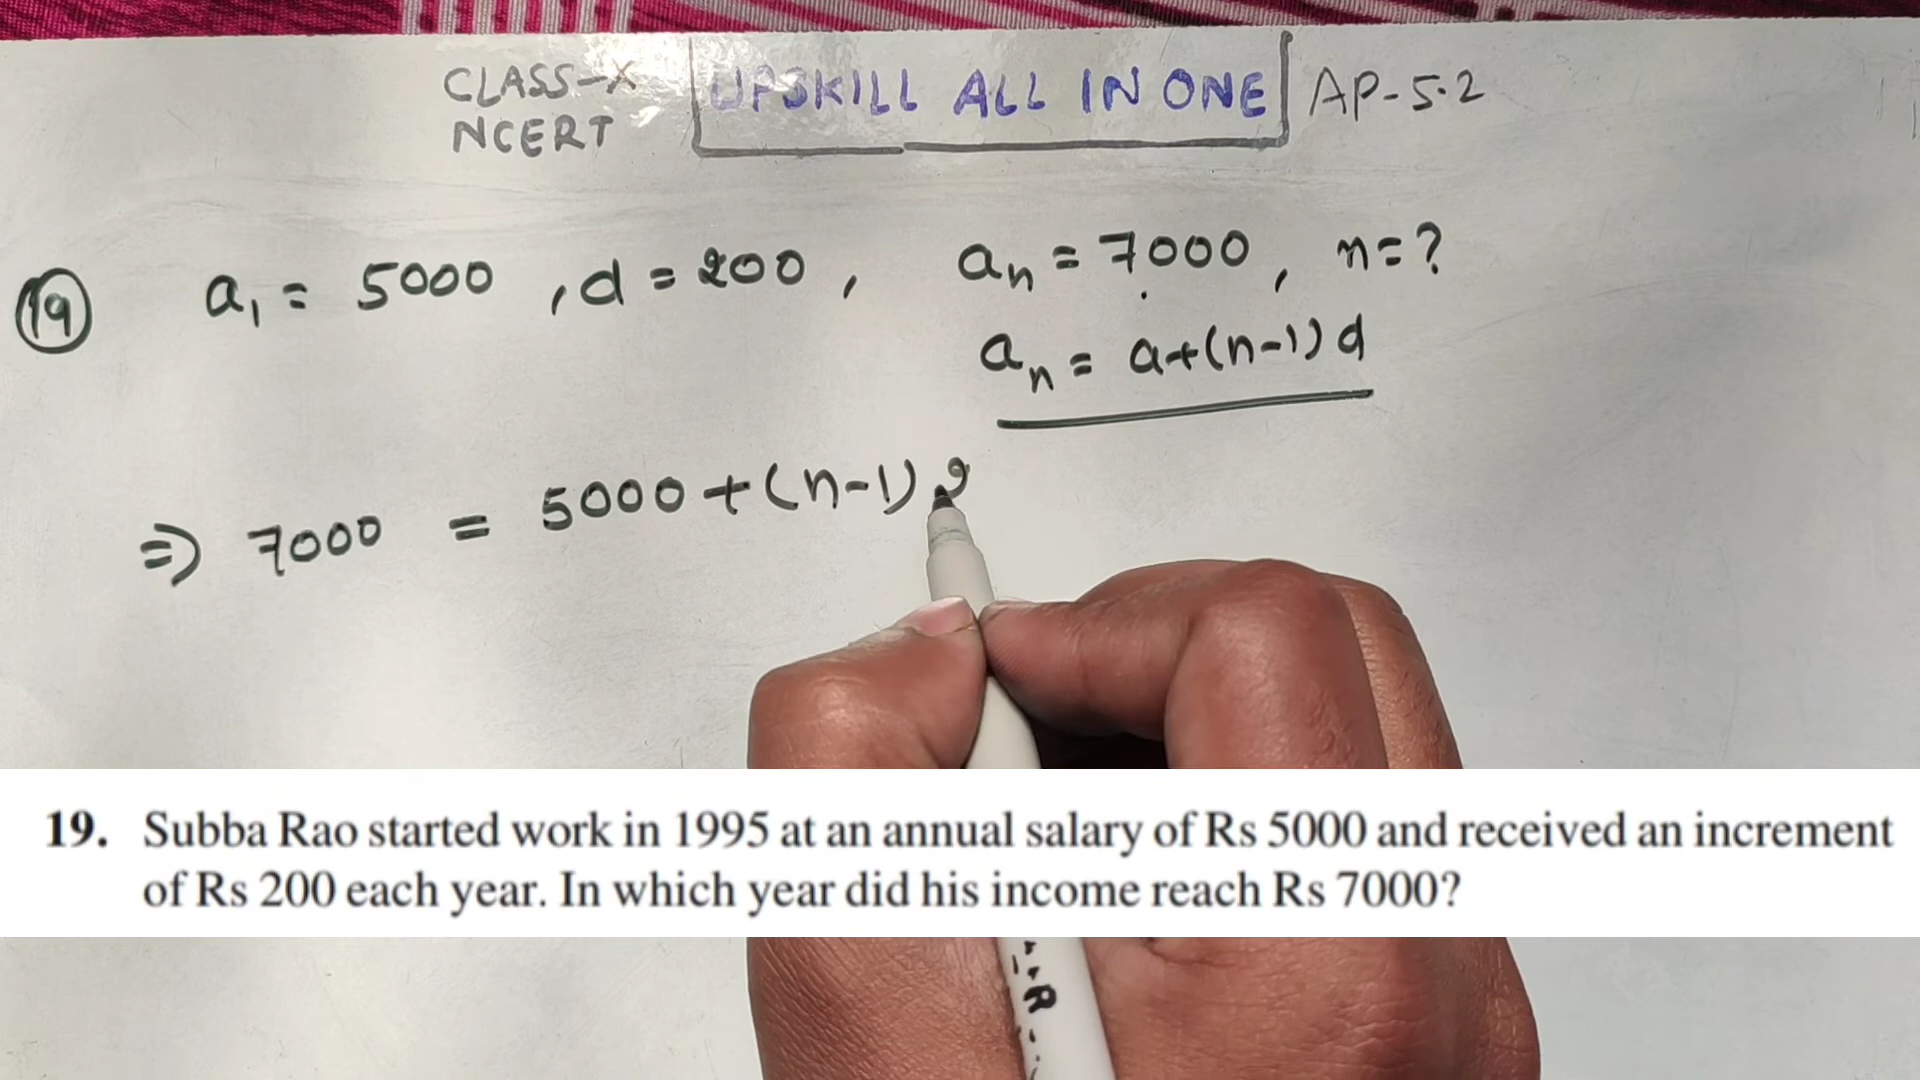 CLASS-X UPSKILL ALL IN ONE AP-5.2
NCERT
19 a₁ = 5000 , d = 200 , aₙ = 7000 , n = ?
aₙ = a+(n-1)d
⇒ 7000 = 5000+(n-1) 2
19. Subba Rao started work in 1995 at an annual salary of Rs 5000 and received an increment
of Rs 200 each year. In which year did his income reach Rs 7000?